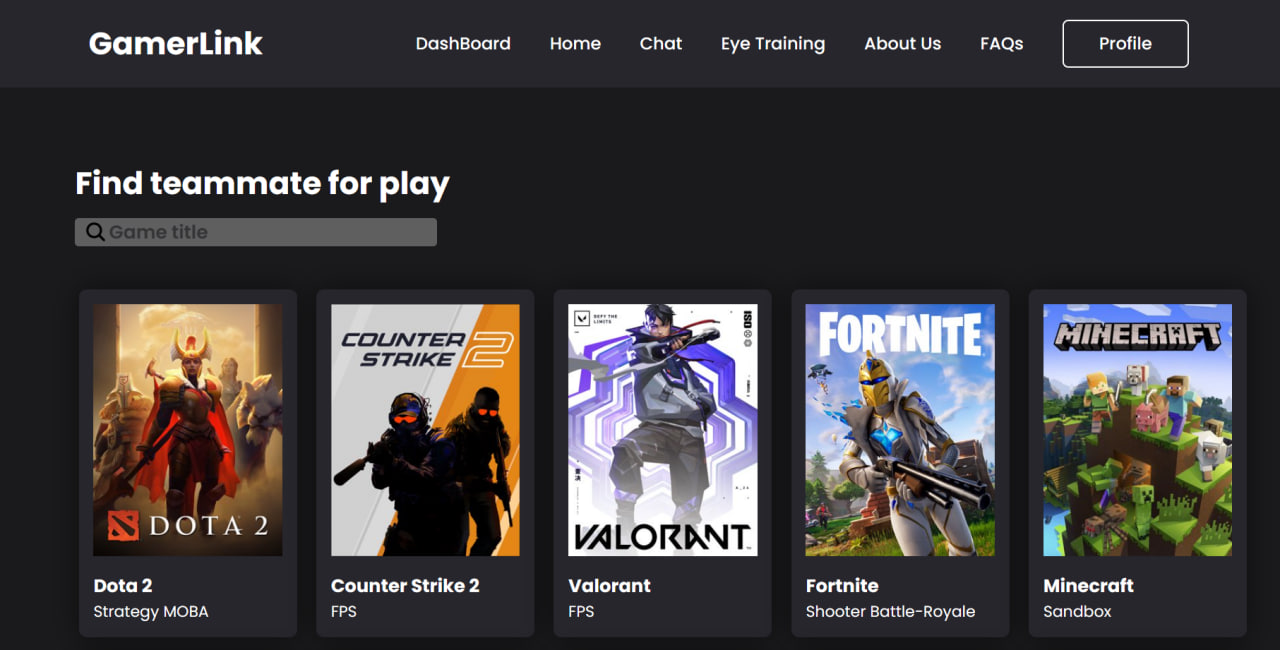 GamerLink
DashBoard Home Chat Eye Training About Us FAQs Profile
Find teammate for play
Game title
DOTA 2
COUNTER
STRIKE 2
DEFY THE
LIMITS
ISO
VALORANT
FORTNITE
MINECRAFT
Dota 2
Strategy MOBA
Counter Strike 2
FPS
Valorant
FPS
Fortnite
Shooter Battle-Royale
Minecraft
Sandbox